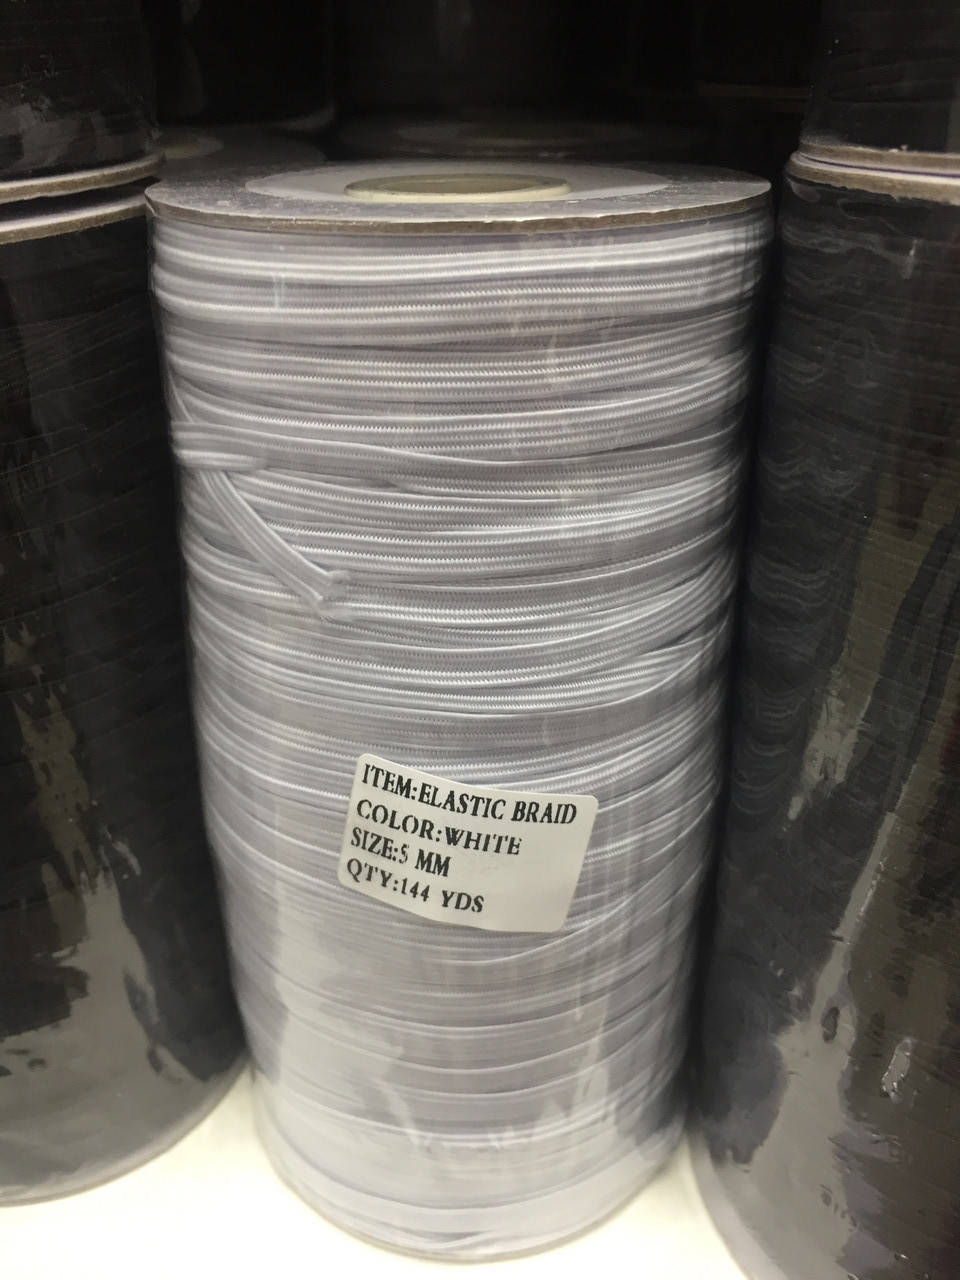 ITEM:ELASTIC BRAID
COLOR:WHITE
SIZE:5 MM
QTY:144 YDS